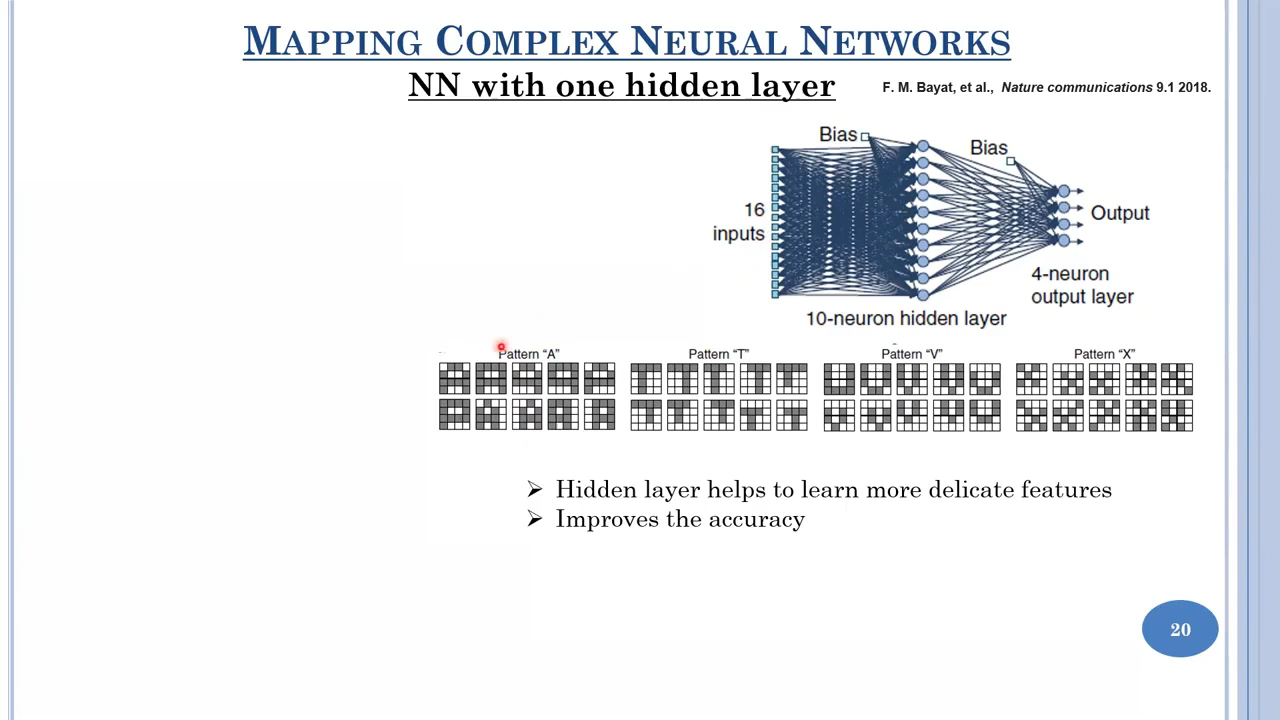 MAPPING COMPLEX NEURAL NETWORKS
NN with one hidden layer
F. M. Bayat, et al., Nature communications 9.1 2018.
Bias
Bias
16
inputs
Output
4-neuron
output layer
10-neuron hidden layer
Pattern “A” Pattern “T” Pattern “V” Pattern “X”
➢ Hidden layer helps to learn more delicate features
➢ Improves the accuracy
20